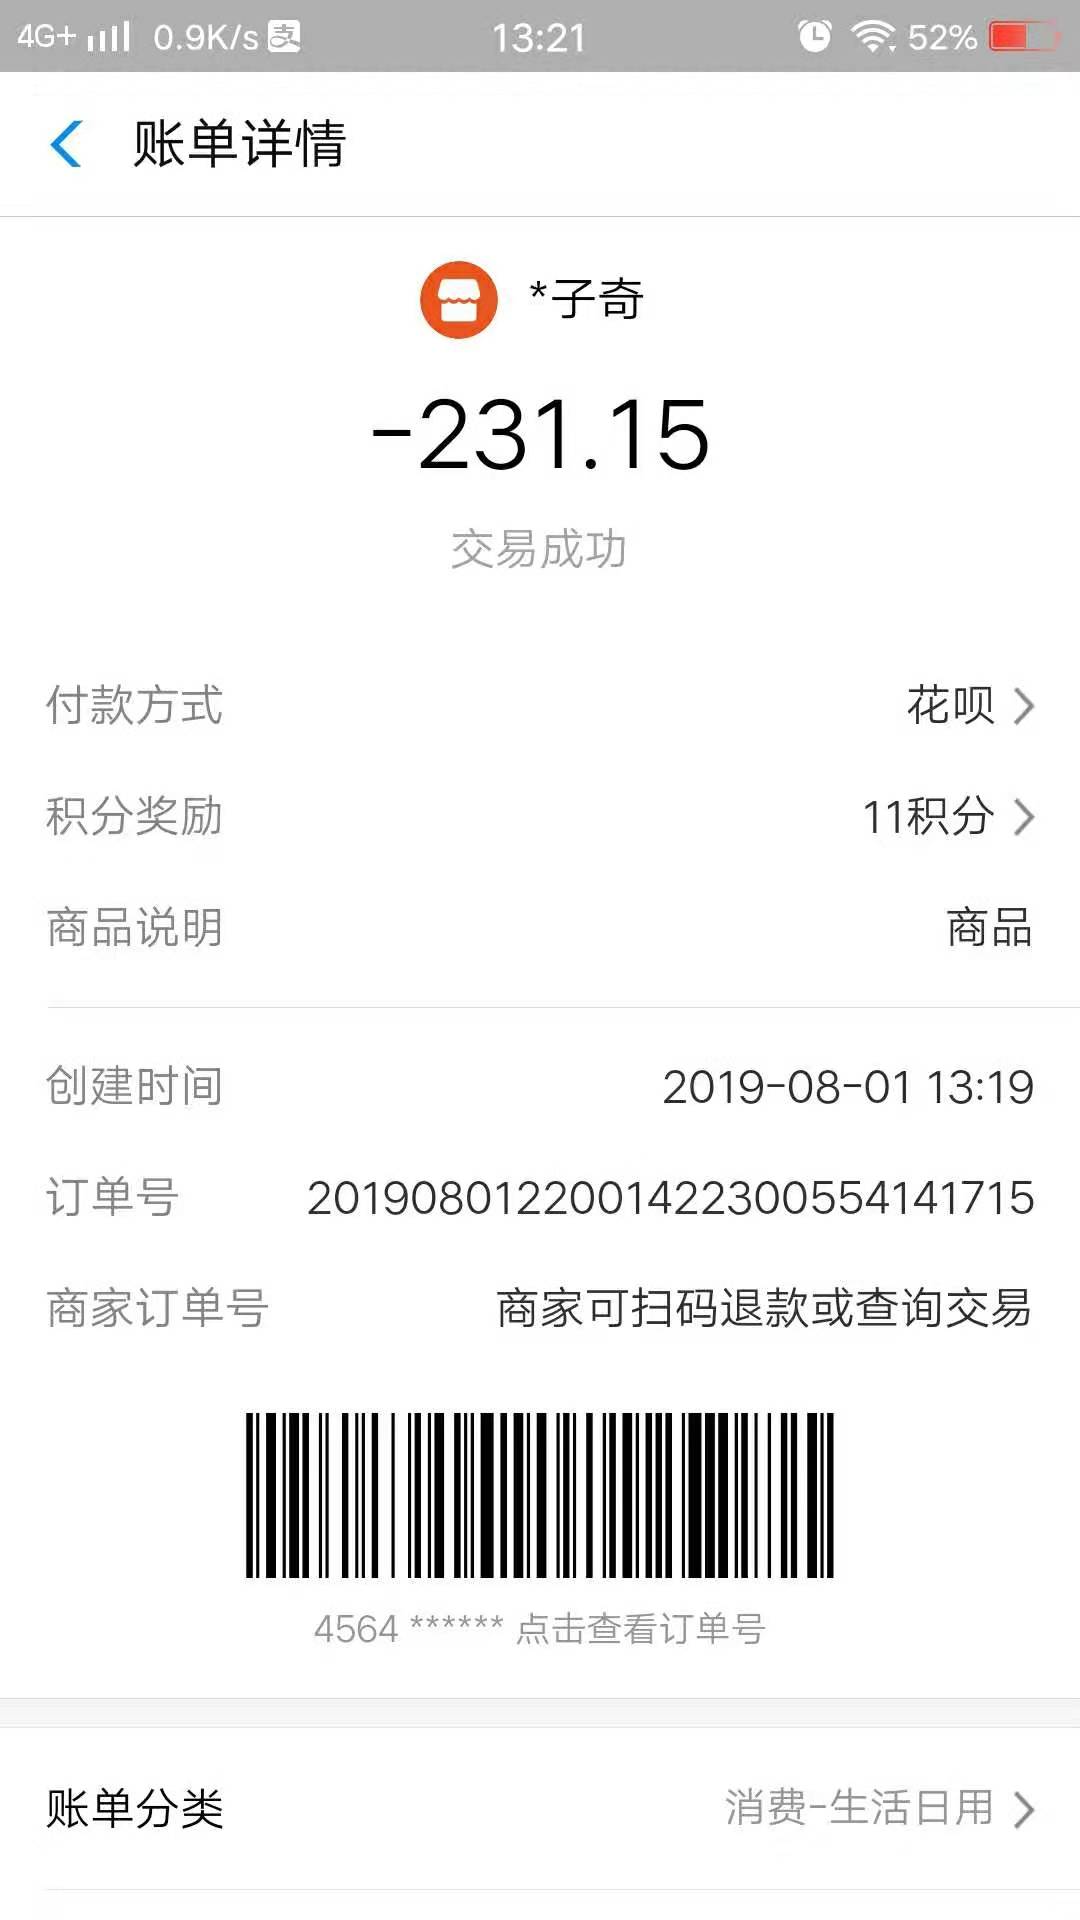 4G+ 0.9K/s 支 13:21 52%
账单详情
*子奇
-231.15
交易成功
付款方式 花呗
积分奖励 11积分
商品说明 商品
创建时间 2019-08-01 13:19
订单号 2019080122001422300554141715
商家订单号 商家可扫码退款或查询交易
4564 ****** 点击查看订单号
账单分类 消费-生活日用